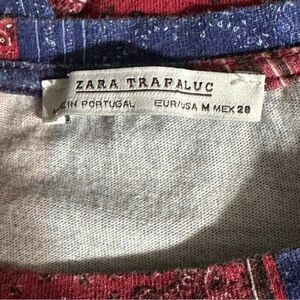 ZARA TRAFALUC
IN PORTUGAL EUR/USA M MEX 28